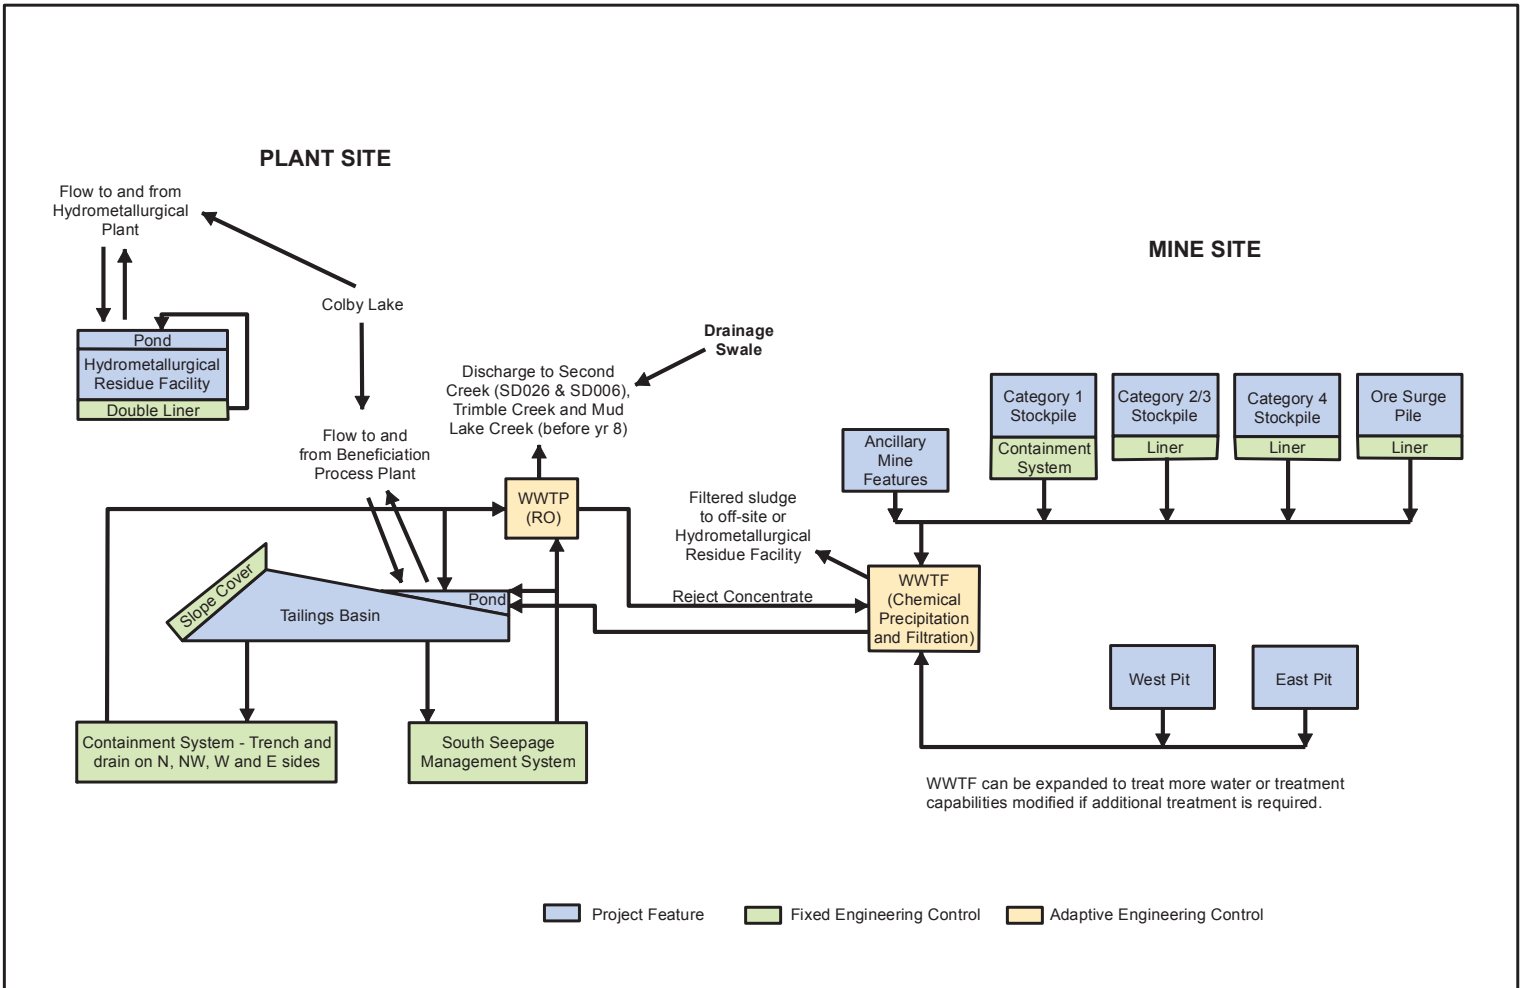 PLANT SITE
Flow to and from
Hydrometallurgical
Plant
Colby Lake
Pond
Hydrometallurgical
Residue Facility
Double Liner
Drainage
Swale
Discharge to Second
Creek (SD026 & SD006),
Trimble Creek and Mud
Lake Creek (before yr 8)
Flow to and
from Beneficiation
Process Plant
WWTP
(RO)
Slope Cover
Tailings Basin
Pond
Containment System - Trench and
drain on N, NW, W and E sides
South Seepage
Management System
MINE SITE
Category 1
Stockpile
Containment
System
Category 2/3
Stockpile
Liner
Category 4
Stockpile
Liner
Ore Surge
Pile
Liner
Ancillary
Mine
Features
Filtered sludge
to off-site or
Hydrometallurgical
Residue Facility
Reject Concentrate
WWTF
(Chemical
Precipitation
and Filtration)
West Pit
East Pit
WWTF can be expanded to treat more water or treatment
capabilities modified if additional treatment is required.
Project Feature
Fixed Engineering Control
Adaptive Engineering Control